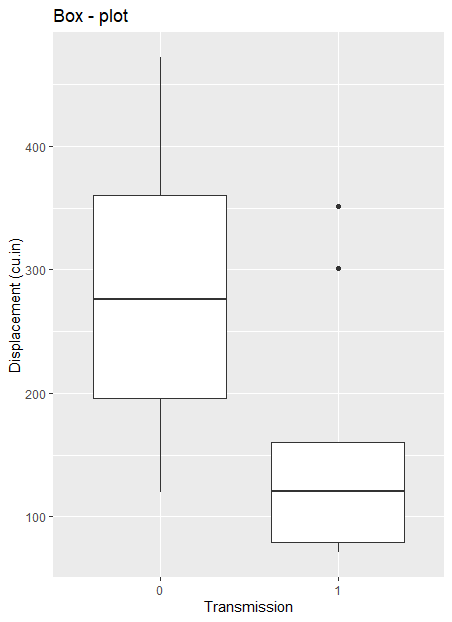 Box - plot
Displacement (cu.in)
400
300
200
100
0
1
Transmission